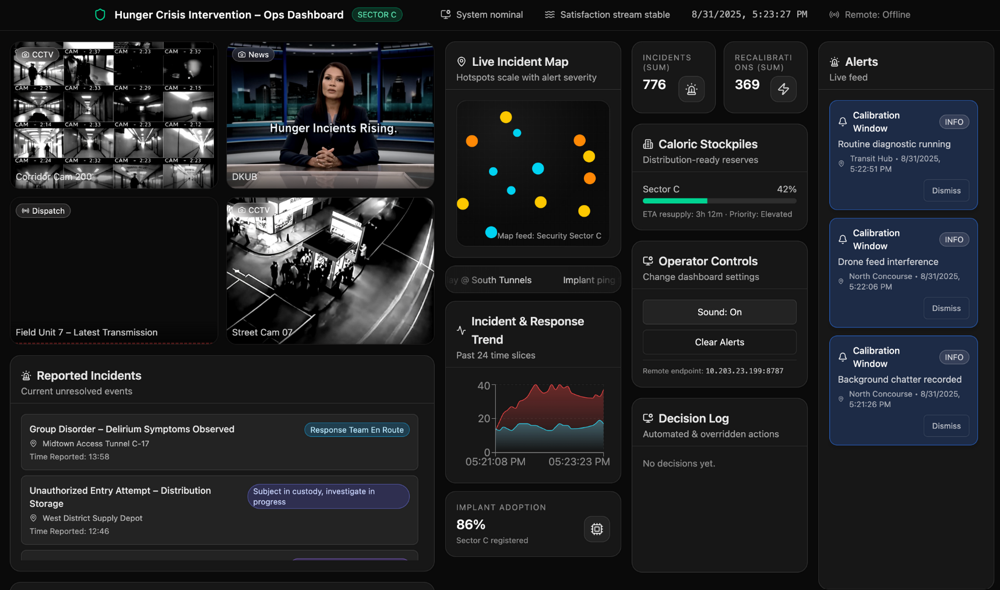 Hunger Crisis Intervention – Ops Dashboard
SECTOR C
System nominal
Satisfaction stream stable
8/31/2025, 5:23:27 PM
Remote: Offline
CCTV
CAM - 2:37
CAM - 2:23
CAM - 2:32
CAM - 2:21
CAM - 2:33
CAM - 2:29
CAM - 2:15
CAM - 2:14
CAM - 2:33
CAM - 2:23
CAM - 2:12
CAM - 2:24
CAM - 2:32
CAM - 2:23
CAM - 2:23
Corridor Cam 200
News
Hunger Incients Rising.
DKUB
Dispatch
Field Unit 7 – Latest Transmission
CCTV
Street Cam 07
Reported Incidents
Current unresolved events
Group Disorder – Delirium Symptoms Observed
Response Team En Route
Midtown Access Tunnel C-17
Time Reported: 13:58
Unauthorized Entry Attempt – Distribution
Storage
Subject in custody, investigate in
progress
West District Supply Depot
Time Reported: 12:46
Live Incident Map
Hotspots scale with alert severity
Map feed: Security Sector C
ay @ South Tunnels
Implant ping
Incident & Response
Trend
Past 24 time slices
40
20
0
05:21:08 PM
05:23:23 PM
IMPLANT ADOPTION
86%
Sector C registered
INCIDENTS
(SUM)
776
RECALIBRATI
ONS (SUM)
369
Caloric Stockpiles
Distribution-ready reserves
Sector C
42%
ETA resupply: 3h 12m · Priority: Elevated
Operator Controls
Change dashboard settings
Sound: On
Clear Alerts
Remote endpoint: 10.203.23.199:8787
Decision Log
Automated & overridden actions
No decisions yet.
Alerts
Live feed
Calibration
Window
INFO
Routine diagnostic running
Transit Hub • 8/31/2025,
5:22:51 PM
Dismiss
Calibration
Window
INFO
Drone feed interference
North Concourse • 8/31/2025,
5:22:06 PM
Dismiss
Calibration
Window
INFO
Background chatter recorded
North Concourse • 8/31/2025,
5:21:26 PM
Dismiss